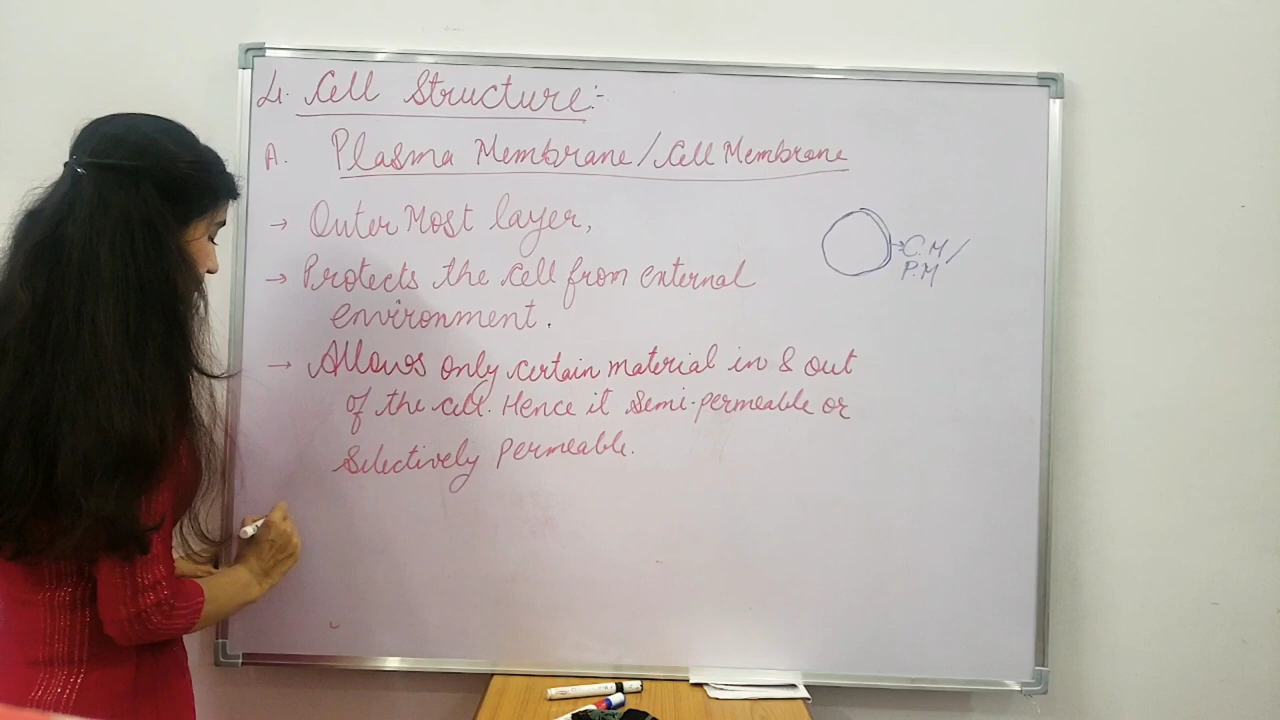 4. Cell Structure:-
A. Plasma Membrane/Cell Membrane
→ Outer Most layer,
→ Protects the cell from external
environment.
→ Allows only certain material in & out
of the cell. Hence it semi-permeable or
Selectively permeable.
→ C.M/
P.M